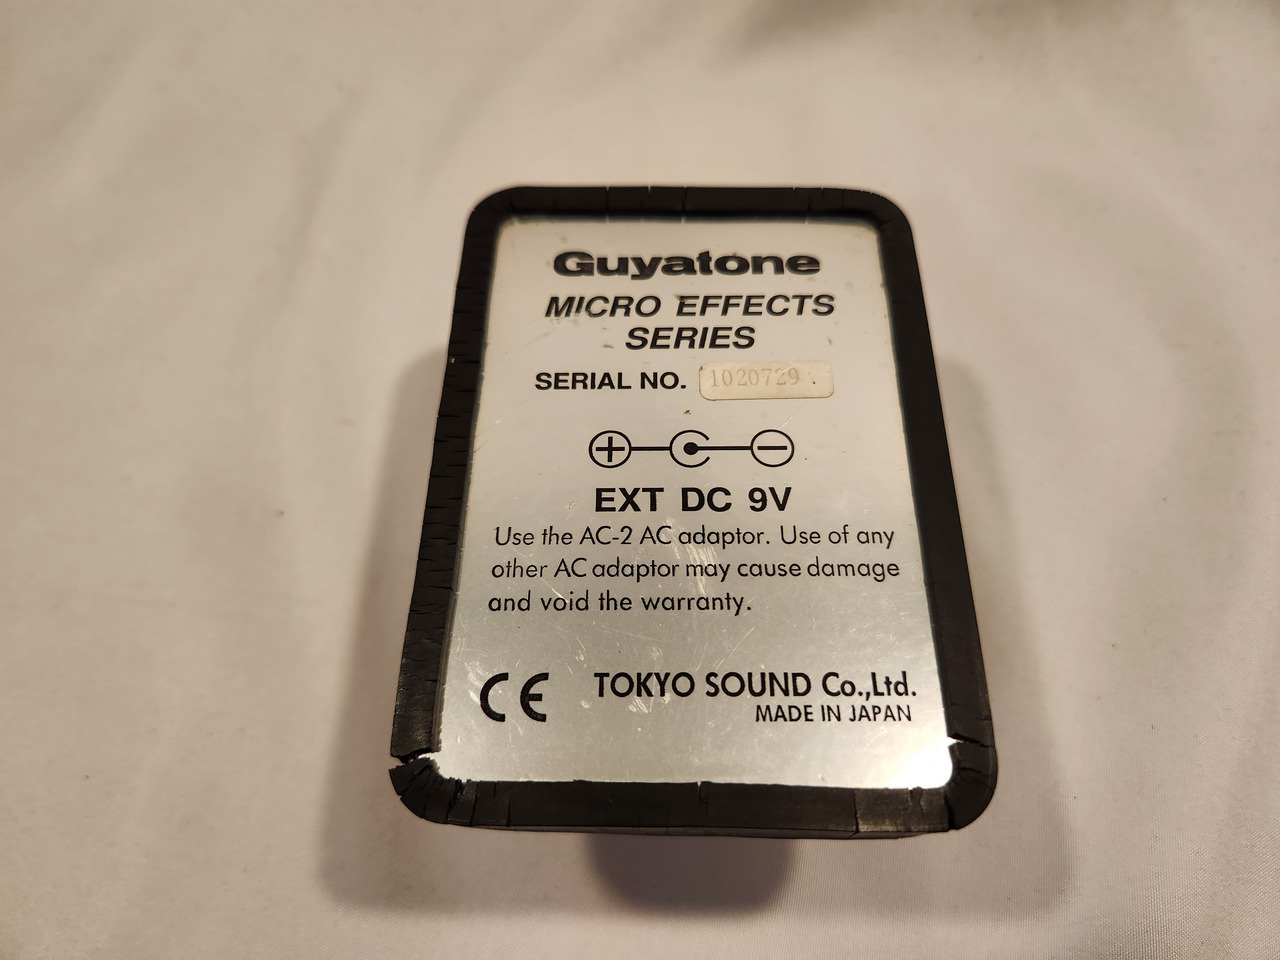 Guyatone
MICRO EFFECTS
SERIES
SERIAL NO. 1020729
EXT DC 9V
Use the AC-2 AC adaptor. Use of any
other AC adaptor may cause damage
and void the warranty.
CE TOKYO SOUND Co.,Ltd.
MADE IN JAPAN